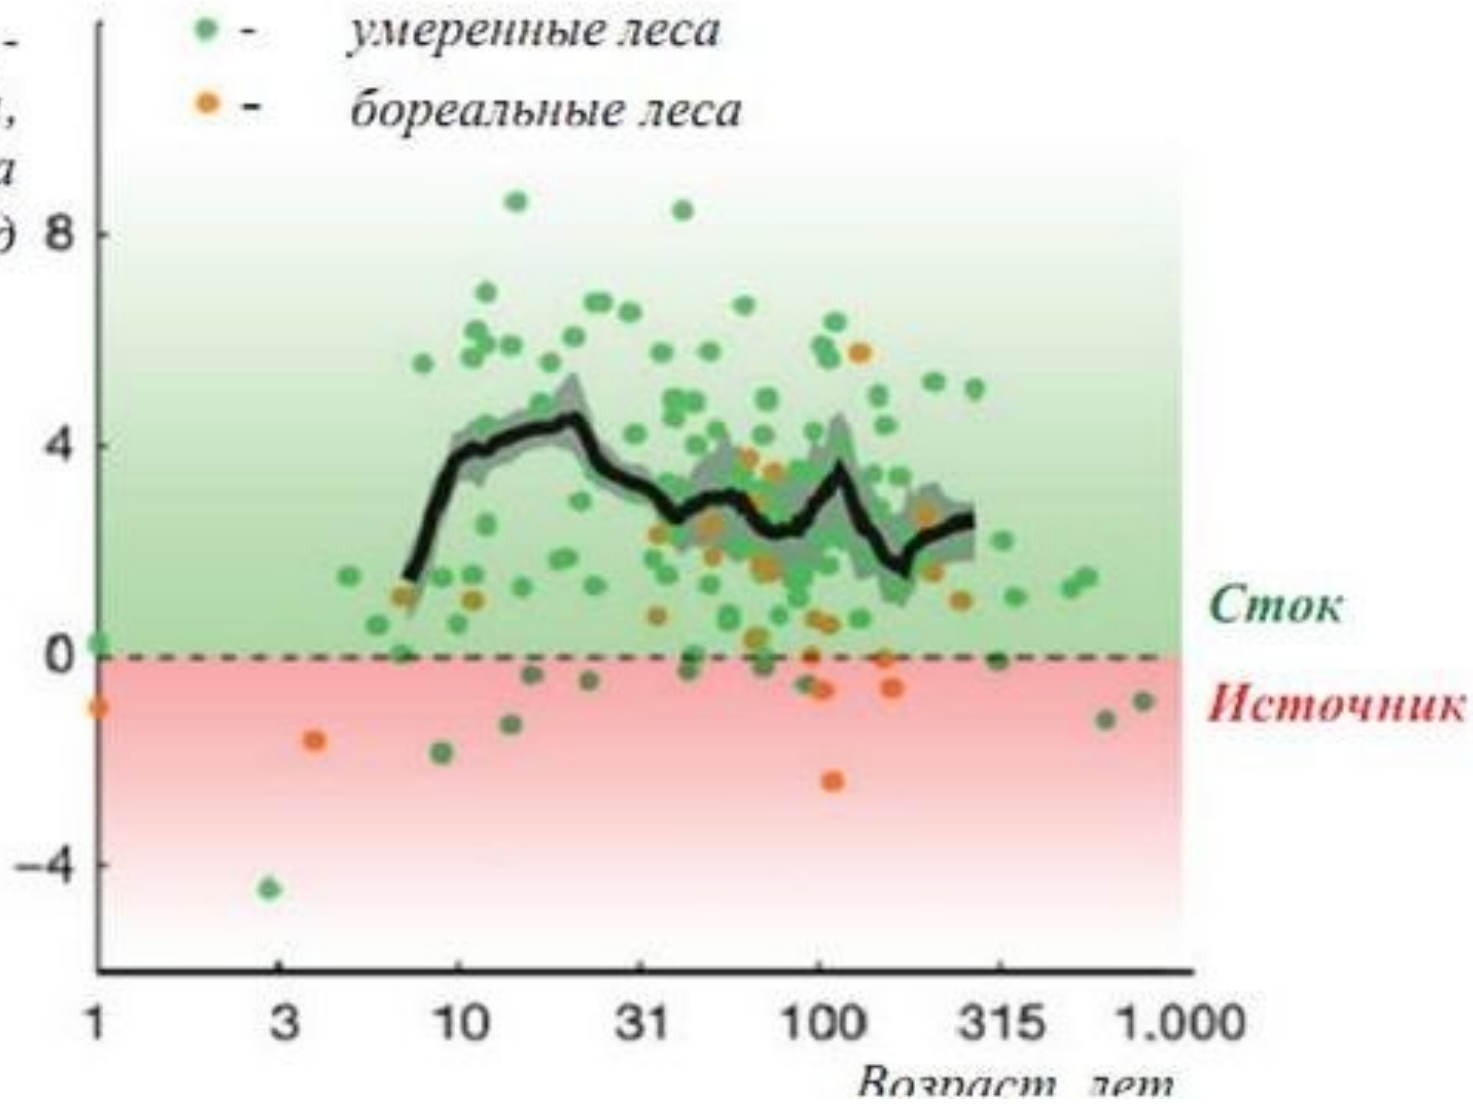 умеренные леса
бореальные леса
8
4
0
-4
Сток
Источник
1 3 10 31 100 315 1.000
Возраст, лет